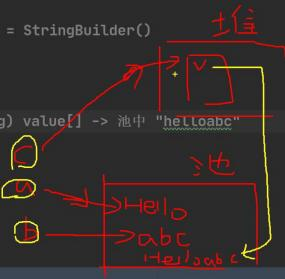 = StringBuilder()
堆
v
g) value[] -> 池中 "helloabc"
c
池
a
Hello
b
abc
Helloabc